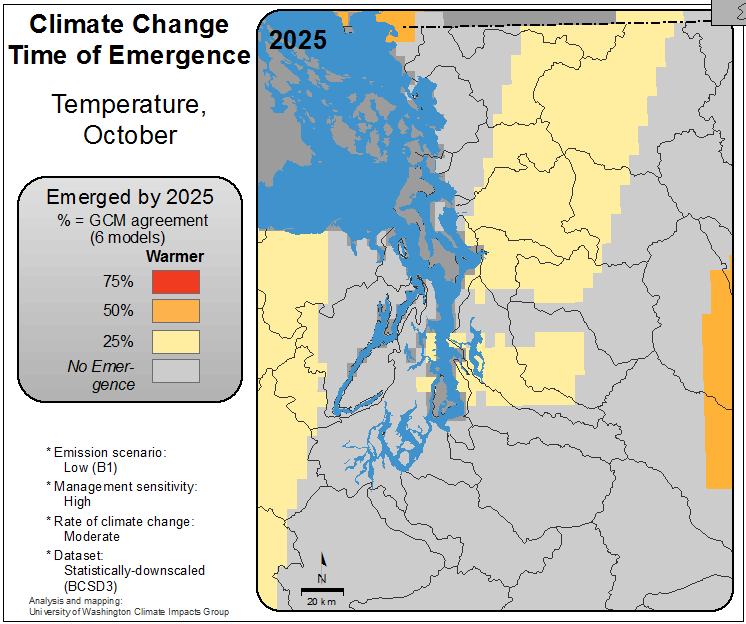 Climate Change
Time of Emergence
Temperature,
October
2025
Emerged by 2025
% = GCM agreement
(6 models)
Warmer
75%
50%
25%
No Emer-
gence
* Emission scenario:
Low (B1)
* Management sensitivity:
High
* Rate of climate change:
Moderate
* Dataset:
Statistically-downscaled
(BCSD3)
Analysis and mapping:
University of Washington Climate Impacts Group
N
20 km